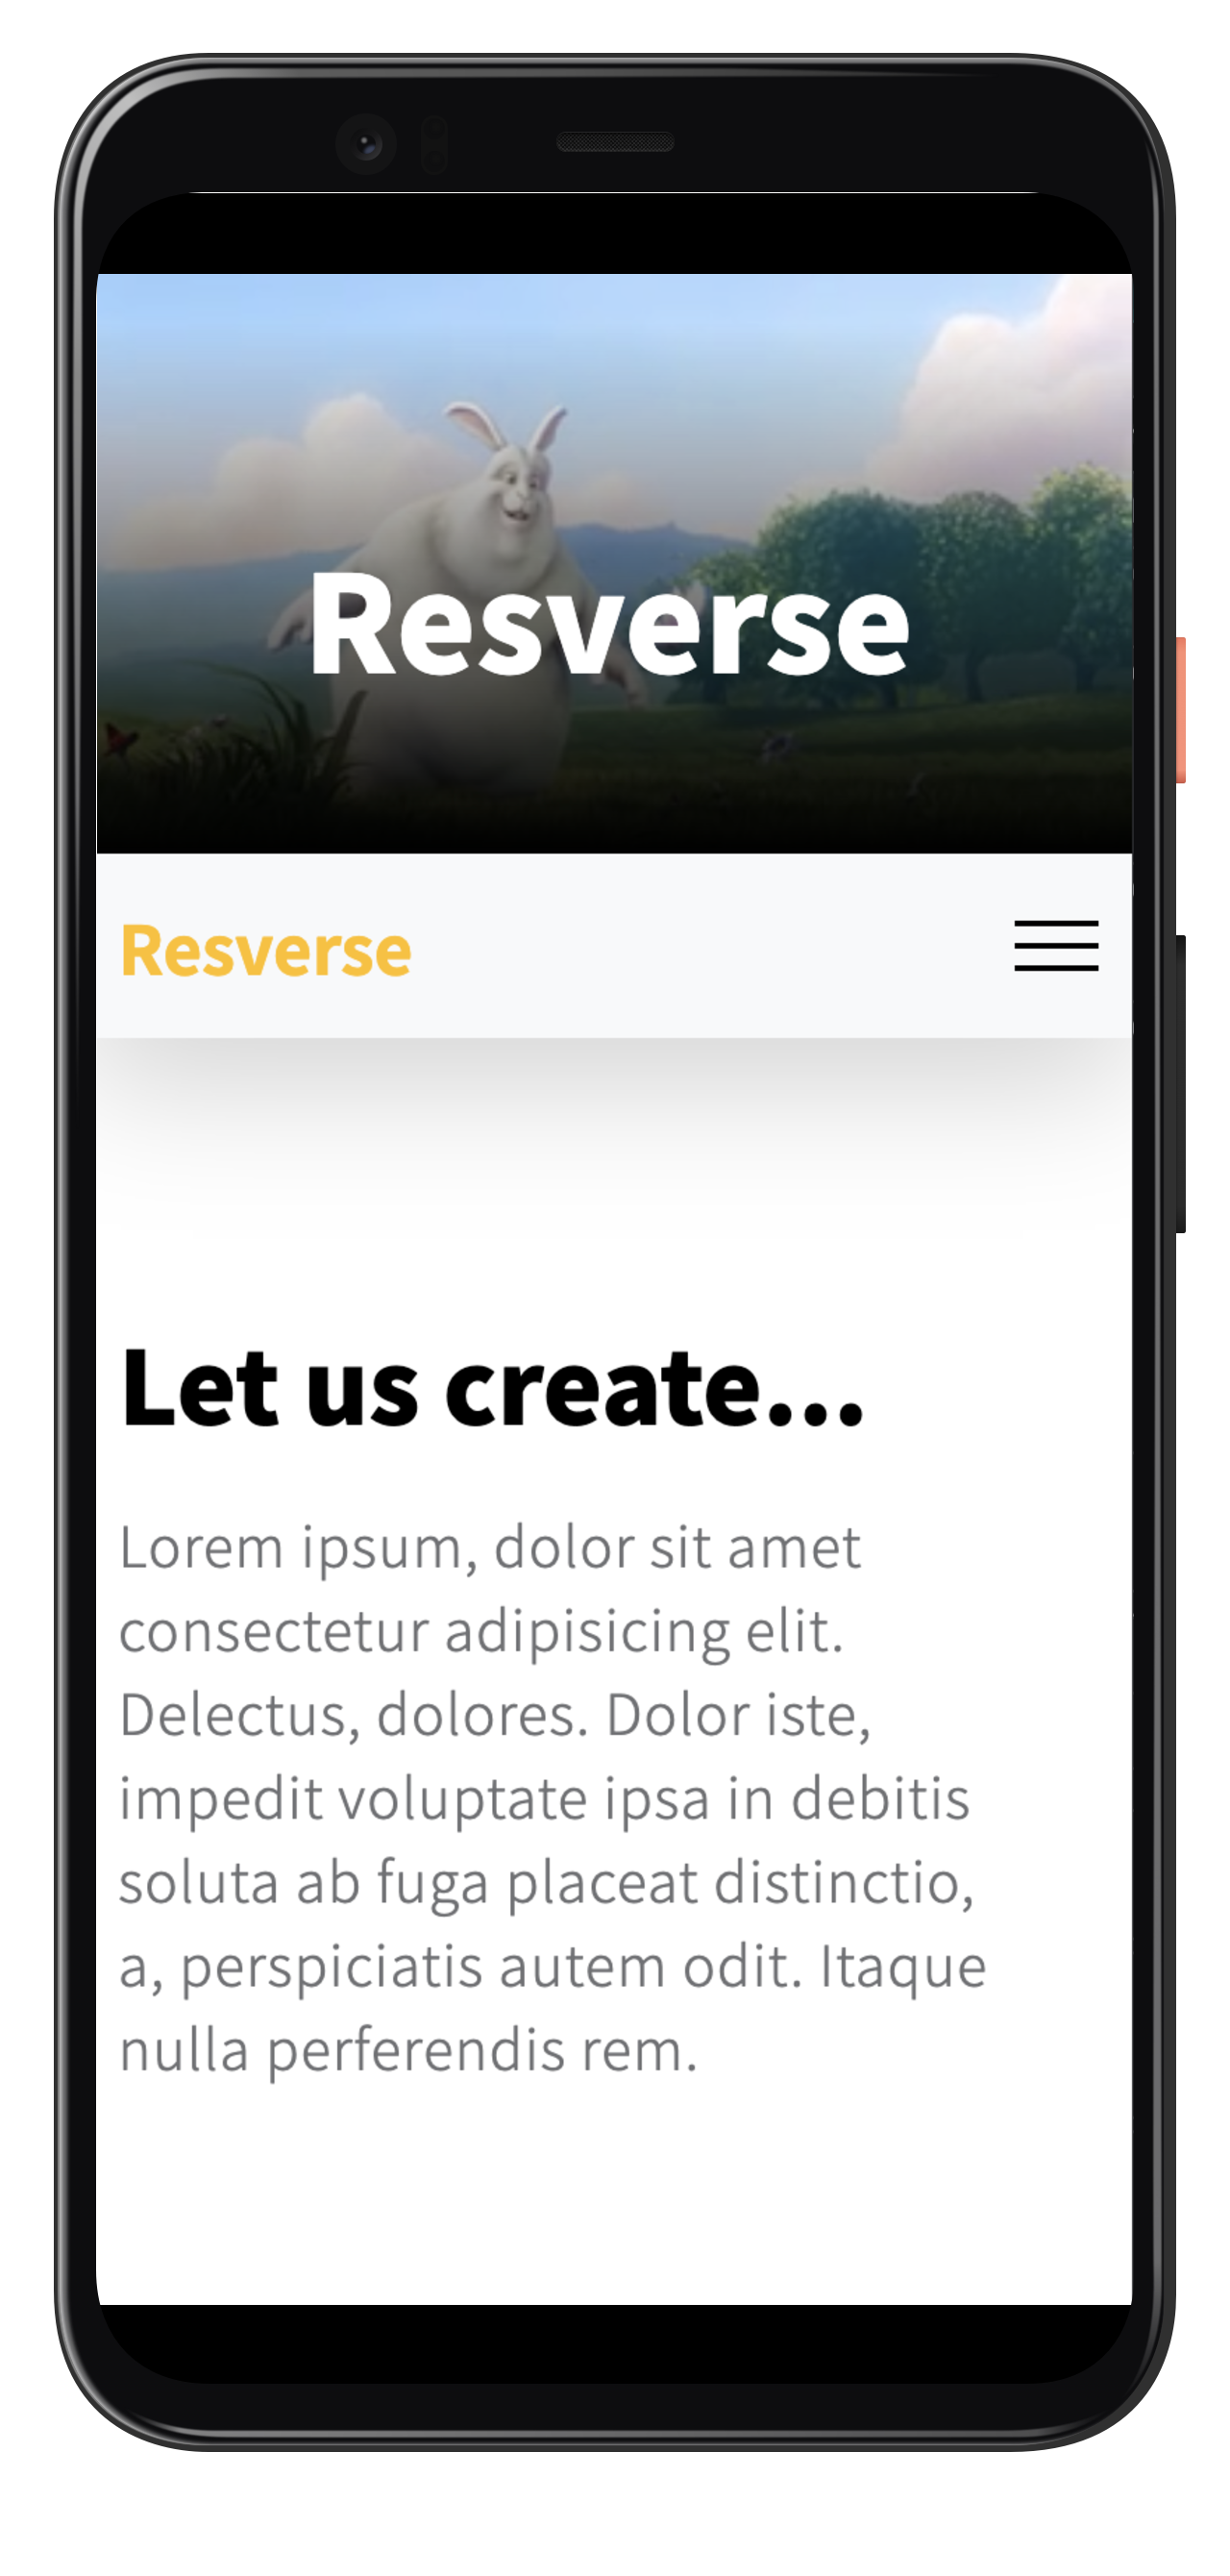 Resverse
Resverse
Let us create...
Lorem ipsum, dolor sit amet
consectetur adipisicing elit.
Delectus, dolores. Dolor iste,
impedit voluptate ipsa in debitis
soluta ab fuga placeat distinctio,
a, perspiciatis autem odit. Itaque
nulla perferendis rem.